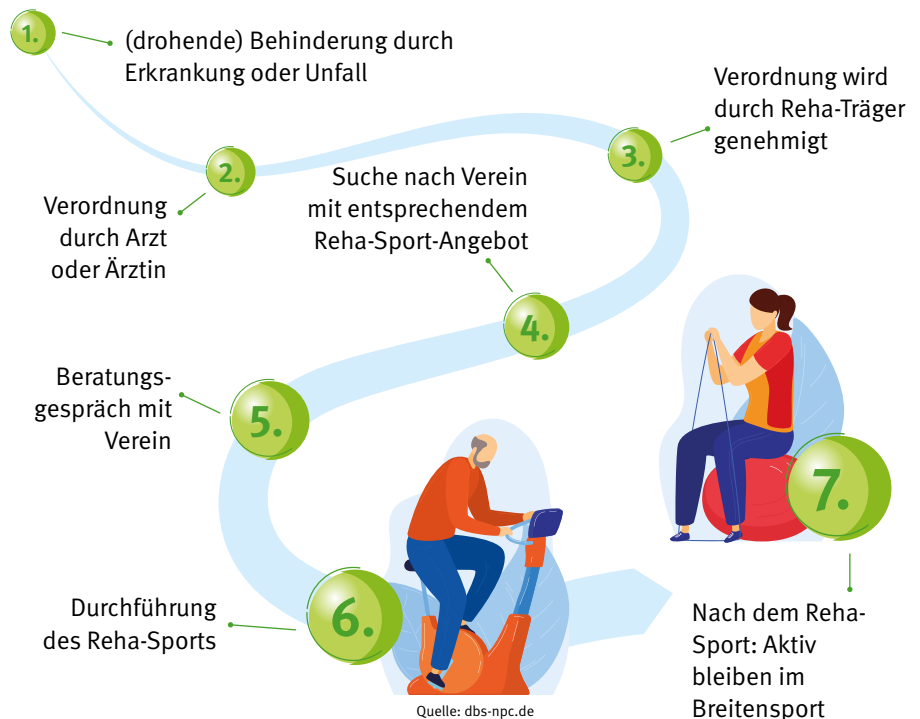 1.
(drohende) Behinderung durch
Erkrankung oder Unfall
2.
Verordnung
durch Arzt
oder Ärztin
3.
Verordnung wird
durch Reha-Träger
genehmigt
4.
Suche nach Verein
mit entsprechendem
Reha-Sport-Angebot
5.
Beratungs-
gespräch mit
Verein
6.
Durchführung
des Reha-Sports
7.
Nach dem Reha-
Sport: Aktiv
bleiben im
Breitensport
Quelle: dbs-npc.de